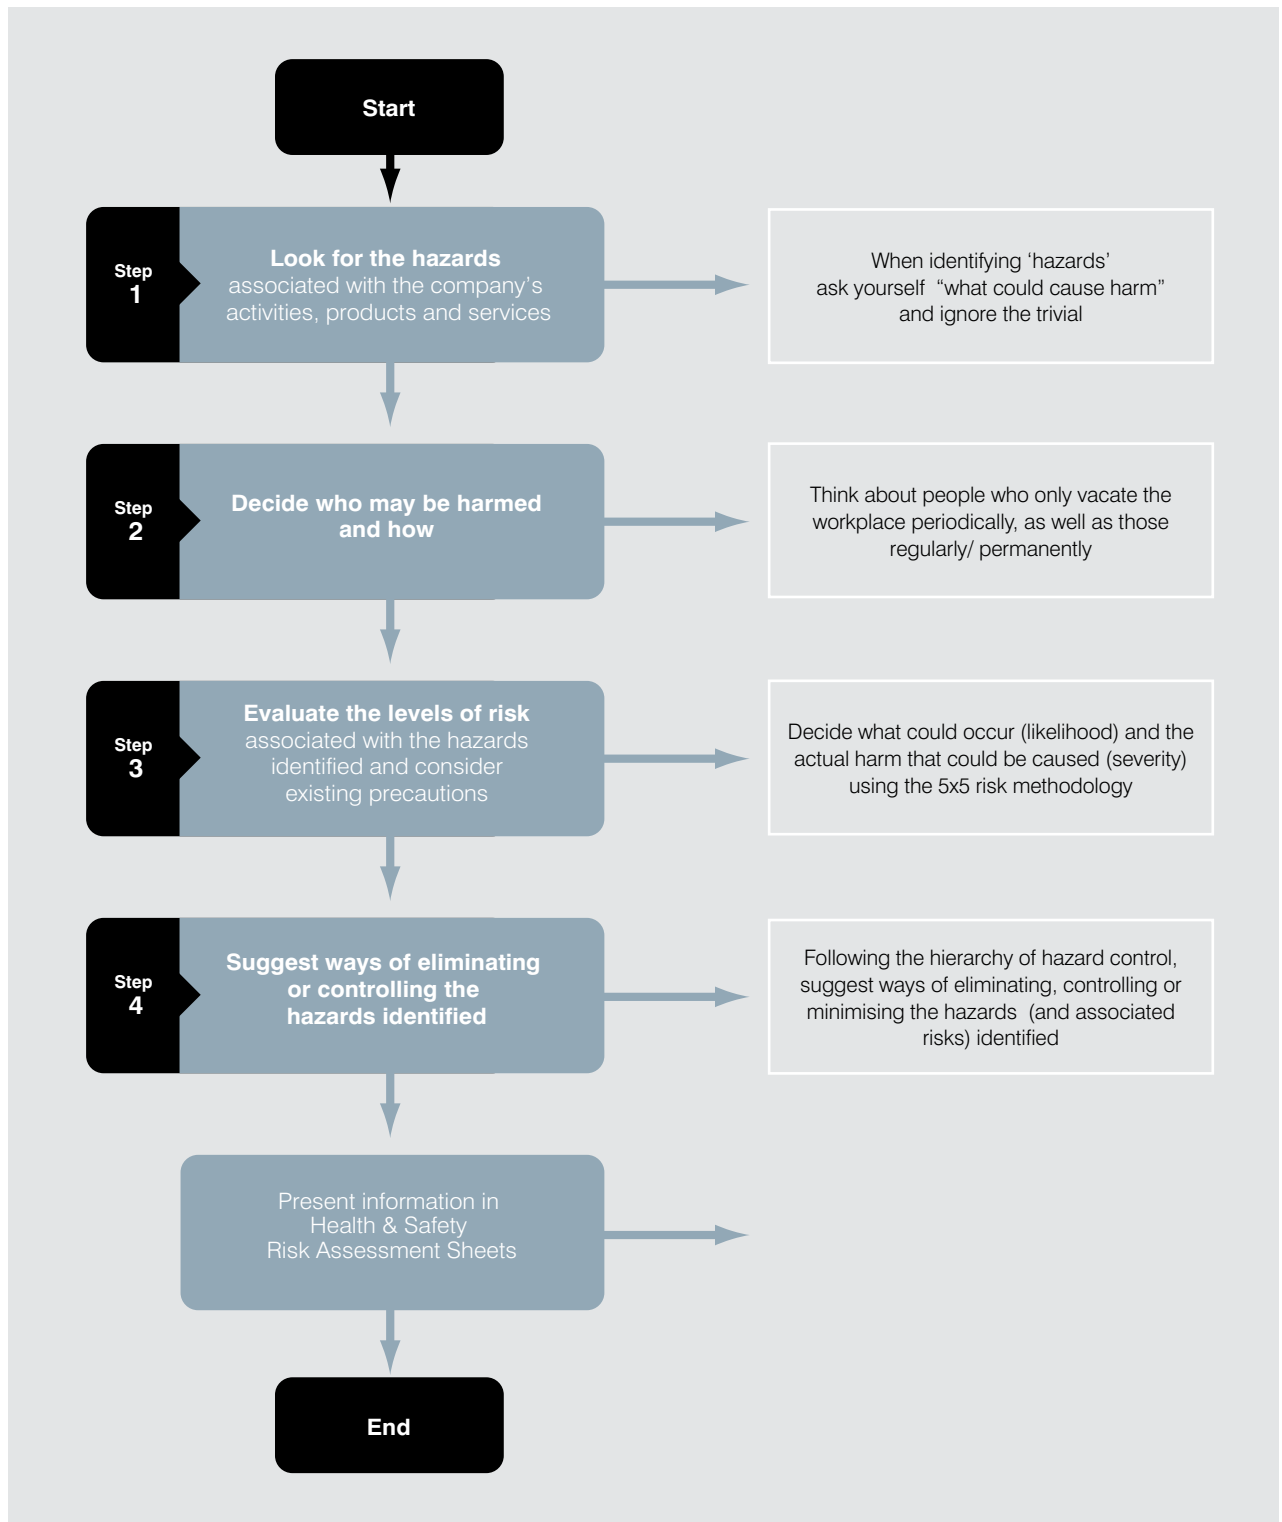 Start
Step
1
Look for the hazards
associated with the company's
activities, products and services
When identifying ‘hazards’
ask yourself  “what could cause harm”
and ignore the trivial
Step
2
Decide who may be harmed
and how
Think about people who only vacate the
workplace periodically, as well as those
regularly/ permanently
Step
3
Evaluate the levels of risk
associated with the hazards
identified and consider
existing precautions
Decide what could occur (likelihood) and the
actual harm that could be caused (severity)
using the 5x5 risk methodology
Step
4
Suggest ways of eliminating
or controlling the
hazards identified
Following the hierarchy of hazard control,
suggest ways of eliminating, controlling or
minimising the hazards  (and associated
risks) identified
Present information in
Health & Safety
Risk Assessment Sheets
End